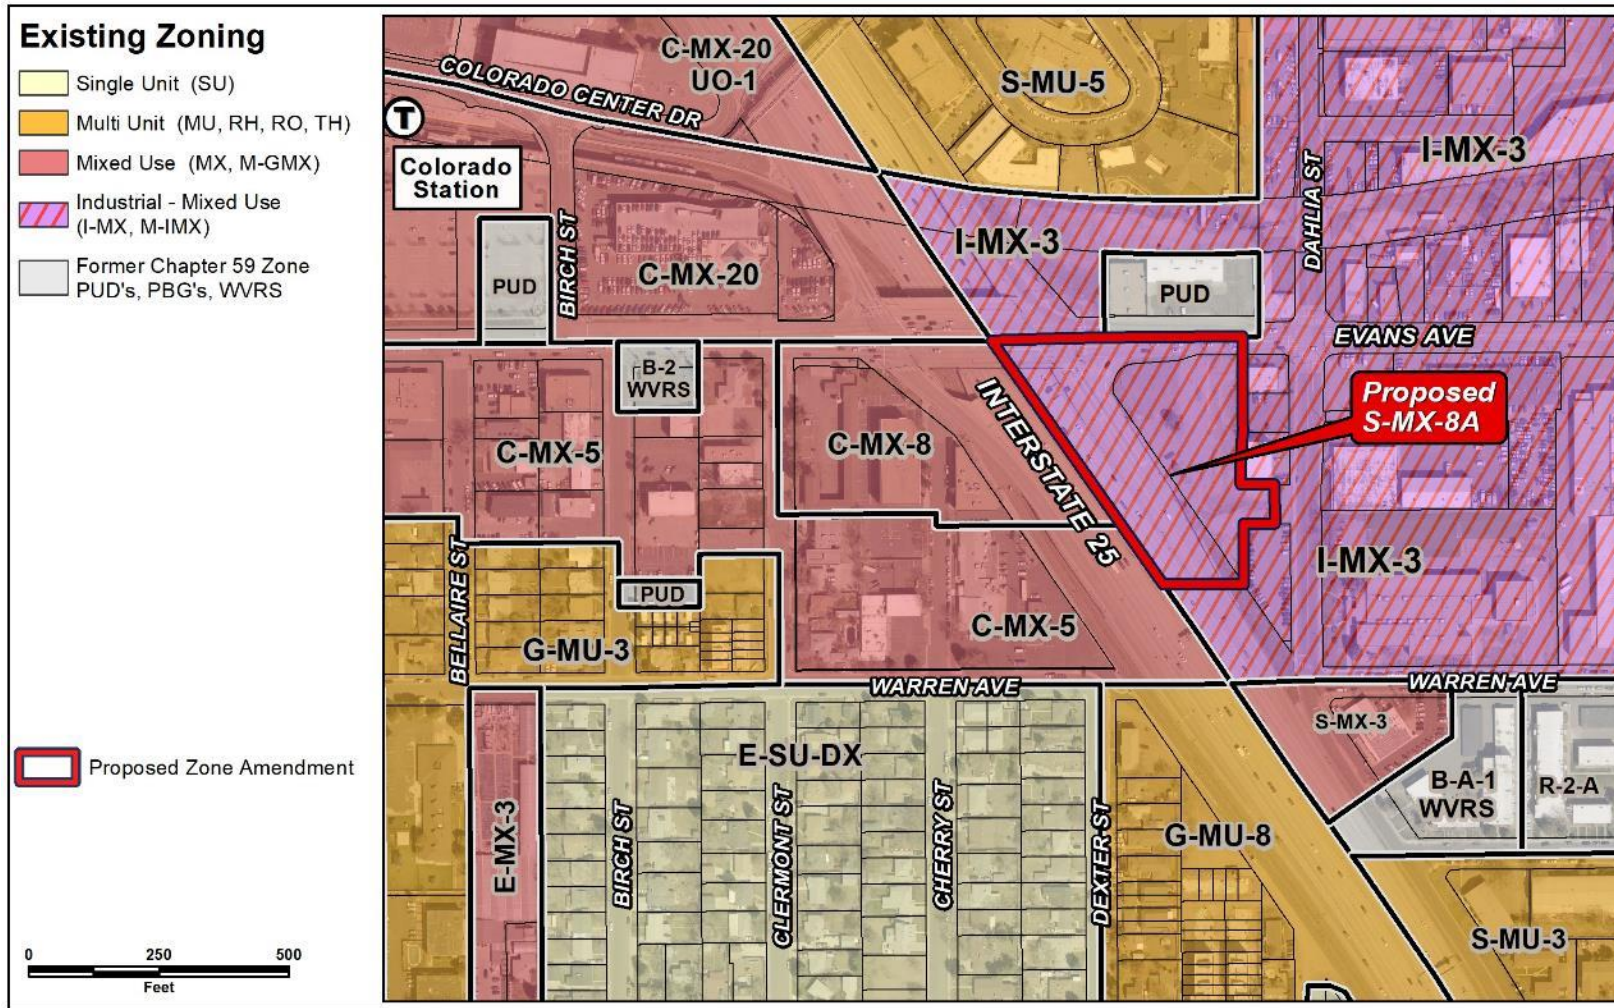 Existing Zoning
Single Unit (SU)
Multi Unit (MU, RH, RO, TH)
Mixed Use (MX, M-GMX)
Industrial - Mixed Use
(I-MX, M-IMX)
Former Chapter 59 Zone
PUD's, PBG's, WVRS
Proposed Zone Amendment
0 250 500
Feet
C-MX-20
UO-1
COLORADO CENTER DR
S-MU-5
T
Colorado
Station
I-MX-3
DAHLIA ST
BIRCH ST
I-MX-3
C-MX-20
PUD
PUD
EVANS AVE
B-2
WVRS
Proposed
S-MX-8A
INTERSTATE 25
C-MX-5
C-MX-8
BELLAIRE ST
I-MX-3
PUD
C-MX-5
G-MU-3
WARREN AVE
WARREN AVE
S-MX-3
E-SU-DX
B-A-1
WVRS
R-2-A
E-MX-3
BIRCH ST
CLERMONT ST
CHERRY ST
DEXTER ST
G-MU-8
S-MU-3